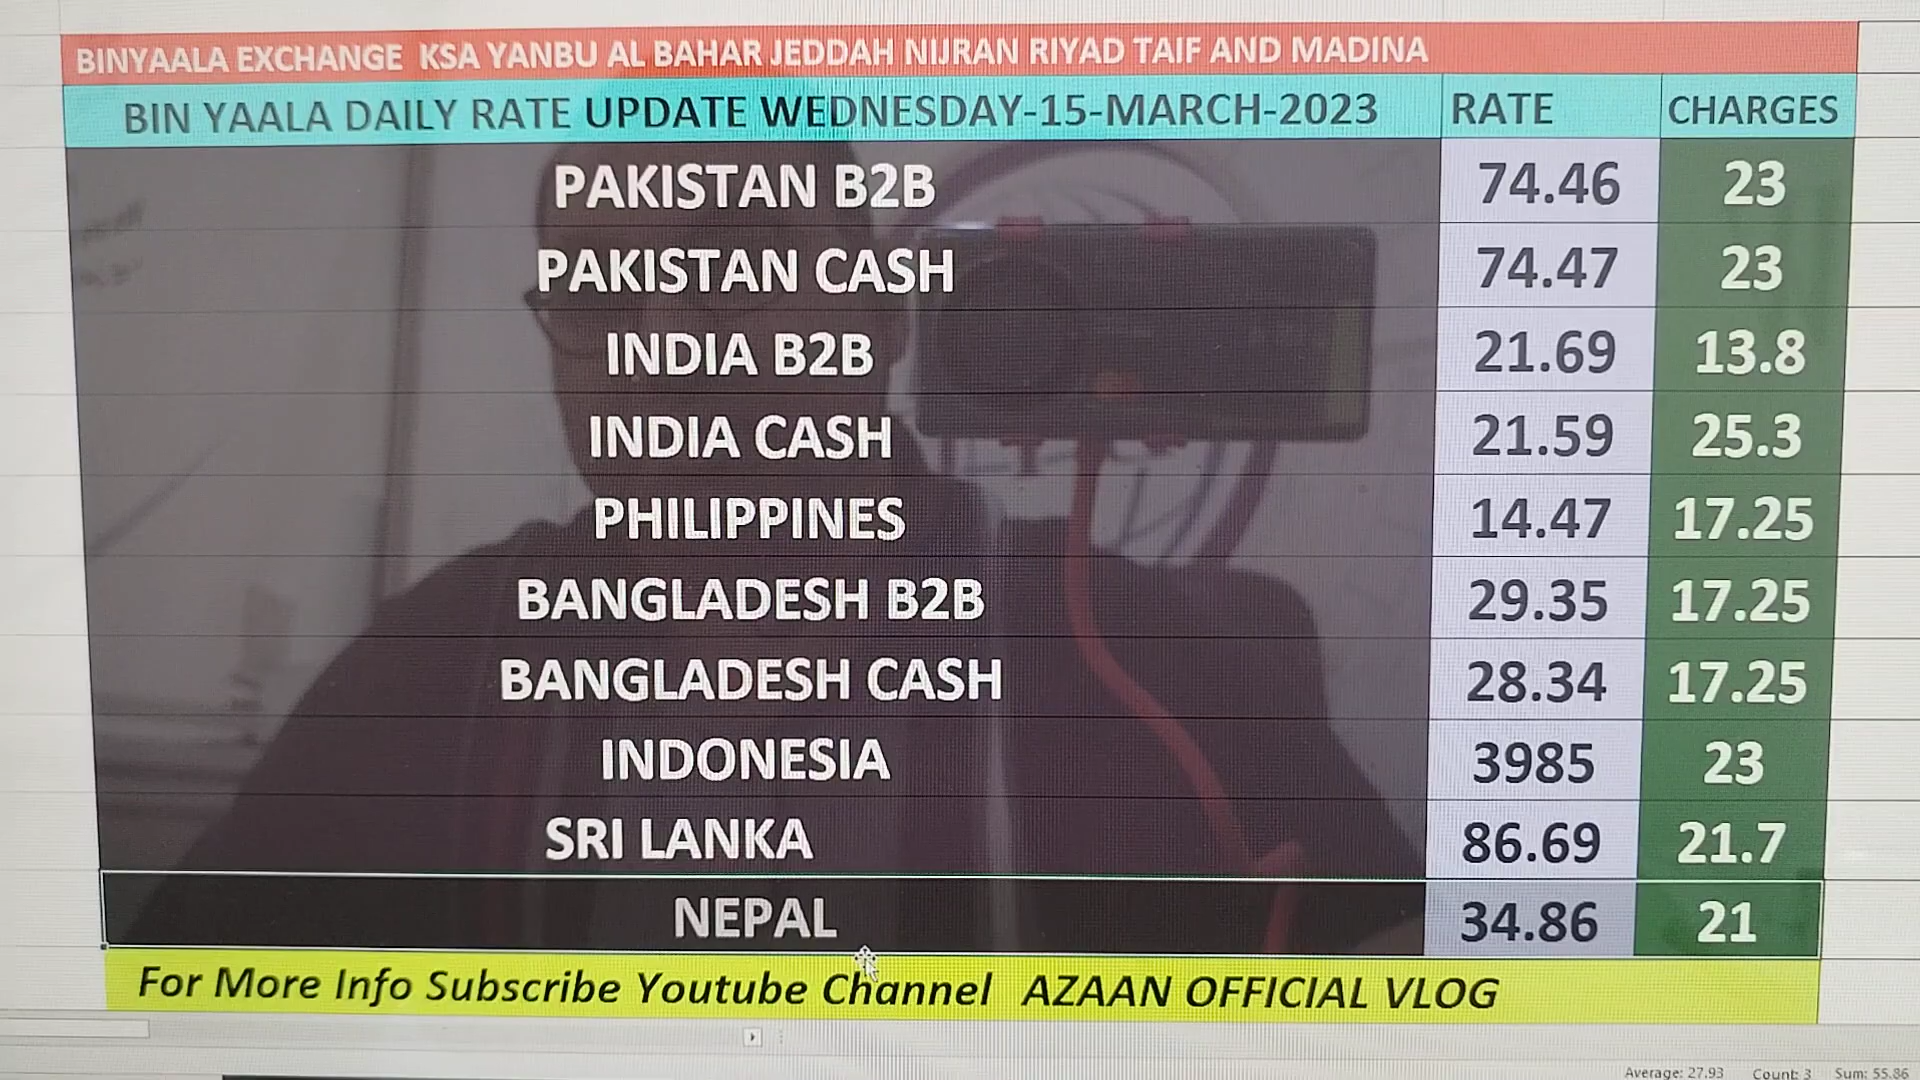 BINYAALA EXCHANGE KSA YANBU AL BAHAR JEDDAH NIJRAN RIYAD TAIF AND MADINA
BIN YAALA DAILY RATE UPDATE WEDNESDAY-15-MARCH-2023 RATE CHARGES
PAKISTAN B2B 74.46 23
PAKISTAN CASH 74.47 23
INDIA B2B 21.69 13.8
INDIA CASH 21.59 25.3
PHILIPPINES 14.47 17.25
BANGLADESH B2B 29.35 17.25
BANGLADESH CASH 28.34 17.25
INDONESIA 3985 23
SRI LANKA 86.69 21.7
NEPAL 34.86 21
For More Info Subscribe Youtube Channel AZAAN OFFICIAL VLOG
Average: 27.93 Count: 3 Sum: 55.86